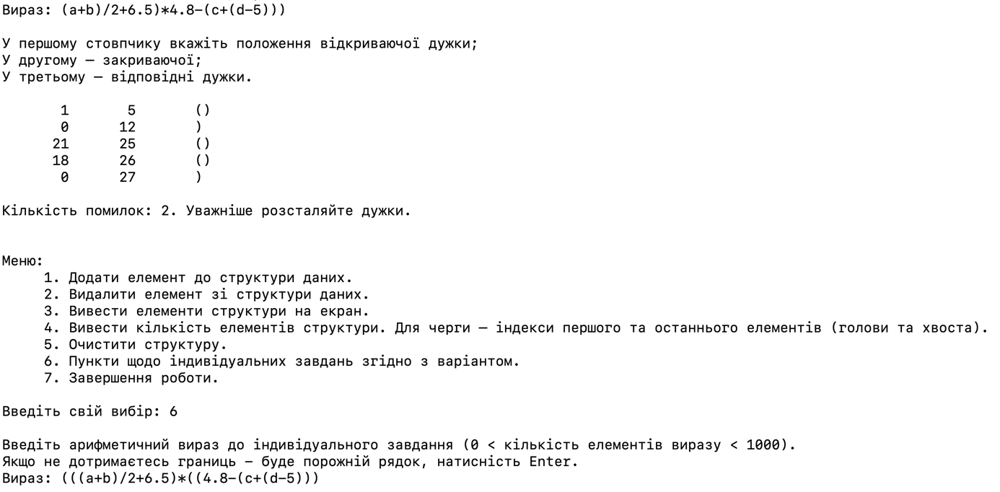 Вираз: (a+b)/2+6.5)*4.8-(c+(d-5)))
У першому стовпчику вкажіть положення відкриваючої дужки;
У другому – закриваючої;
У третьому – відповідні дужки.
1 5 ()
0 12 )
21 25 ()
18 26 ()
0 27 )
Кількість помилок: 2. Уважніше розсталяйте дужки.
Меню:
1. Додати елемент до структури даних.
2. Видалити елемент зі структури даних.
3. Вивести елементи структури на екран.
4. Вивести кількість елементів структури. Для черги – індекси першого та останнього елементів (голови та хвоста).
5. Очистити структуру.
6. Пункти щодо індивідуальних завдань згідно з варіантом.
7. Завершення роботи.
Введіть свій вибір: 6
Введіть арифметичний вираз до індивідуального завдання (0 < кількість елементів виразу < 1000).
Якщо не дотримаєтесь границь – буде порожній рядок, натисність Enter.
Вираз: (((a+b)/2+6.5)*((4.8-(c+(d-5)))